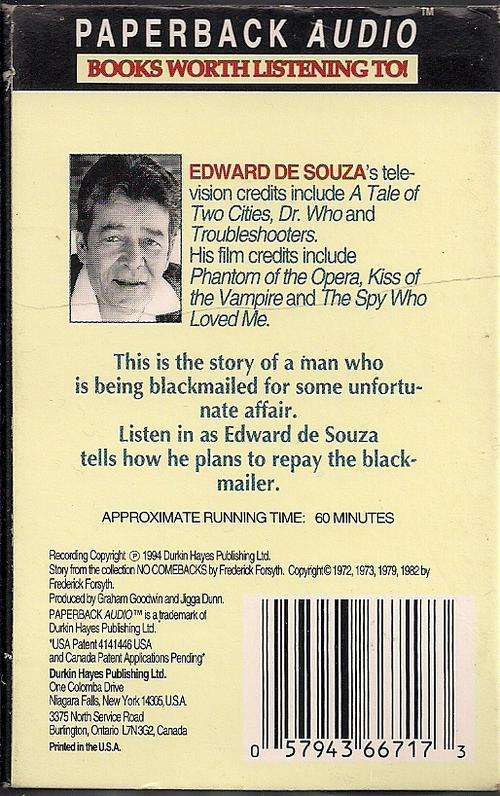 PAPERBACK AUDIO™
BOOKS WORTH LISTENING TO!
EDWARD DE SOUZA's tele-
vision credits include A Tale of
Two Cities, Dr. Who and
Troubleshooters.
His film credits include
Phantom of the Opera, Kiss of
the Vampire and The Spy Who
Loved Me.
This is the story of a man who
is being blackmailed for some unfortu-
nate affair.
Listen in as Edward de Souza
tells how he plans to repay the black-
mailer.
APPROXIMATE RUNNING TIME: 60 MINUTES
Recording Copyright ℗ 1994 Durkin Hayes Publishing Ltd.
Story from the collection NO COMEBACKS by Frederick Forsyth. Copyright © 1972, 1973, 1979, 1982 by
Frederick Forsyth.
Produced by Graham Goodwin and Jigga Dunn.
PAPERBACK AUDIO™ is a trademark of
Durkin Hayes Publishing Ltd.
"USA Patent 4141446 USA
and Canada Patent Applications Pending"
Durkin Hayes Publishing Ltd.
One Colomba Drive
Niagara Falls, New York 14305, U.S.A.
3375 North Service Road
Burlington, Ontario L7N3G2, Canada
Printed in the U.S.A.
0 57943 66717 3